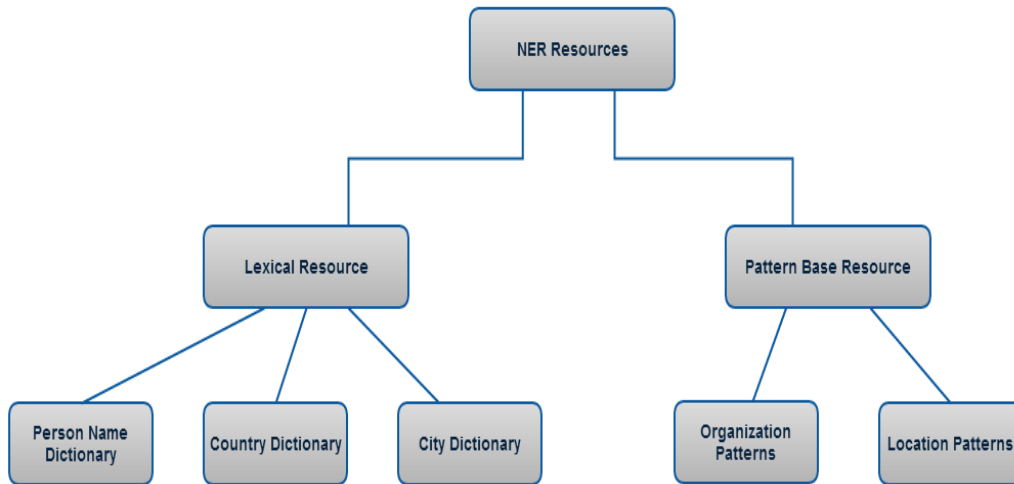 NER Resources
Lexical Resource
Pattern Base Resource
Person Name
Dictionary
Country Dictionary
City Dictionary
Organization
Patterns
Location Patterns